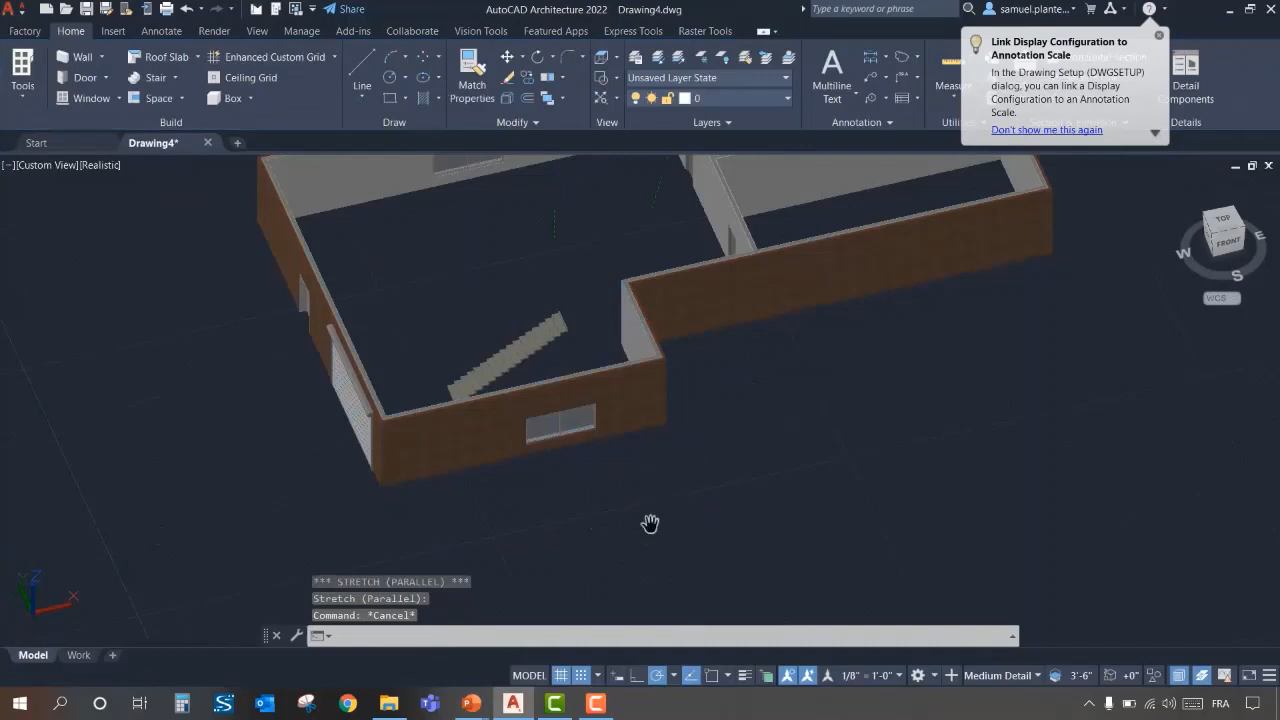 Share
AutoCAD Architecture 2022 Drawing4.dwg
Type a keyword or phrase
samuel.plante...
Factory Home Insert Annotate Render View Manage Add-ins Collaborate Vision Tools Featured Apps Express Tools Raster Tools
Tools
Wall
Door
Window
Roof Slab
Stair
Space
Enhanced Custom Grid
Ceiling Grid
Box
Build
Line
Draw
Match
Properties
Modify
View
Unsaved Layer State
0
Layers
Multiline
Text
Annotation
Measure
Detail
Components
Details
Link Display Configuration to
Annotation Scale
In the Drawing Setup (DWGSETUP)
dialog, you can link a Display
Configuration to an Annotation
Scale.
Don't show me this again
Start
Drawing4*
[−][Custom View][Realistic]
TOP
FRONT
W
E
S
WCS
Z
X
*** STRETCH (PARALLEL) ***
Stretch (Parallel):
Command: *Cancel*
Model Work
MODEL
1/8" = 1'-0"
Medium Detail
3'-6"
+0"
FRA